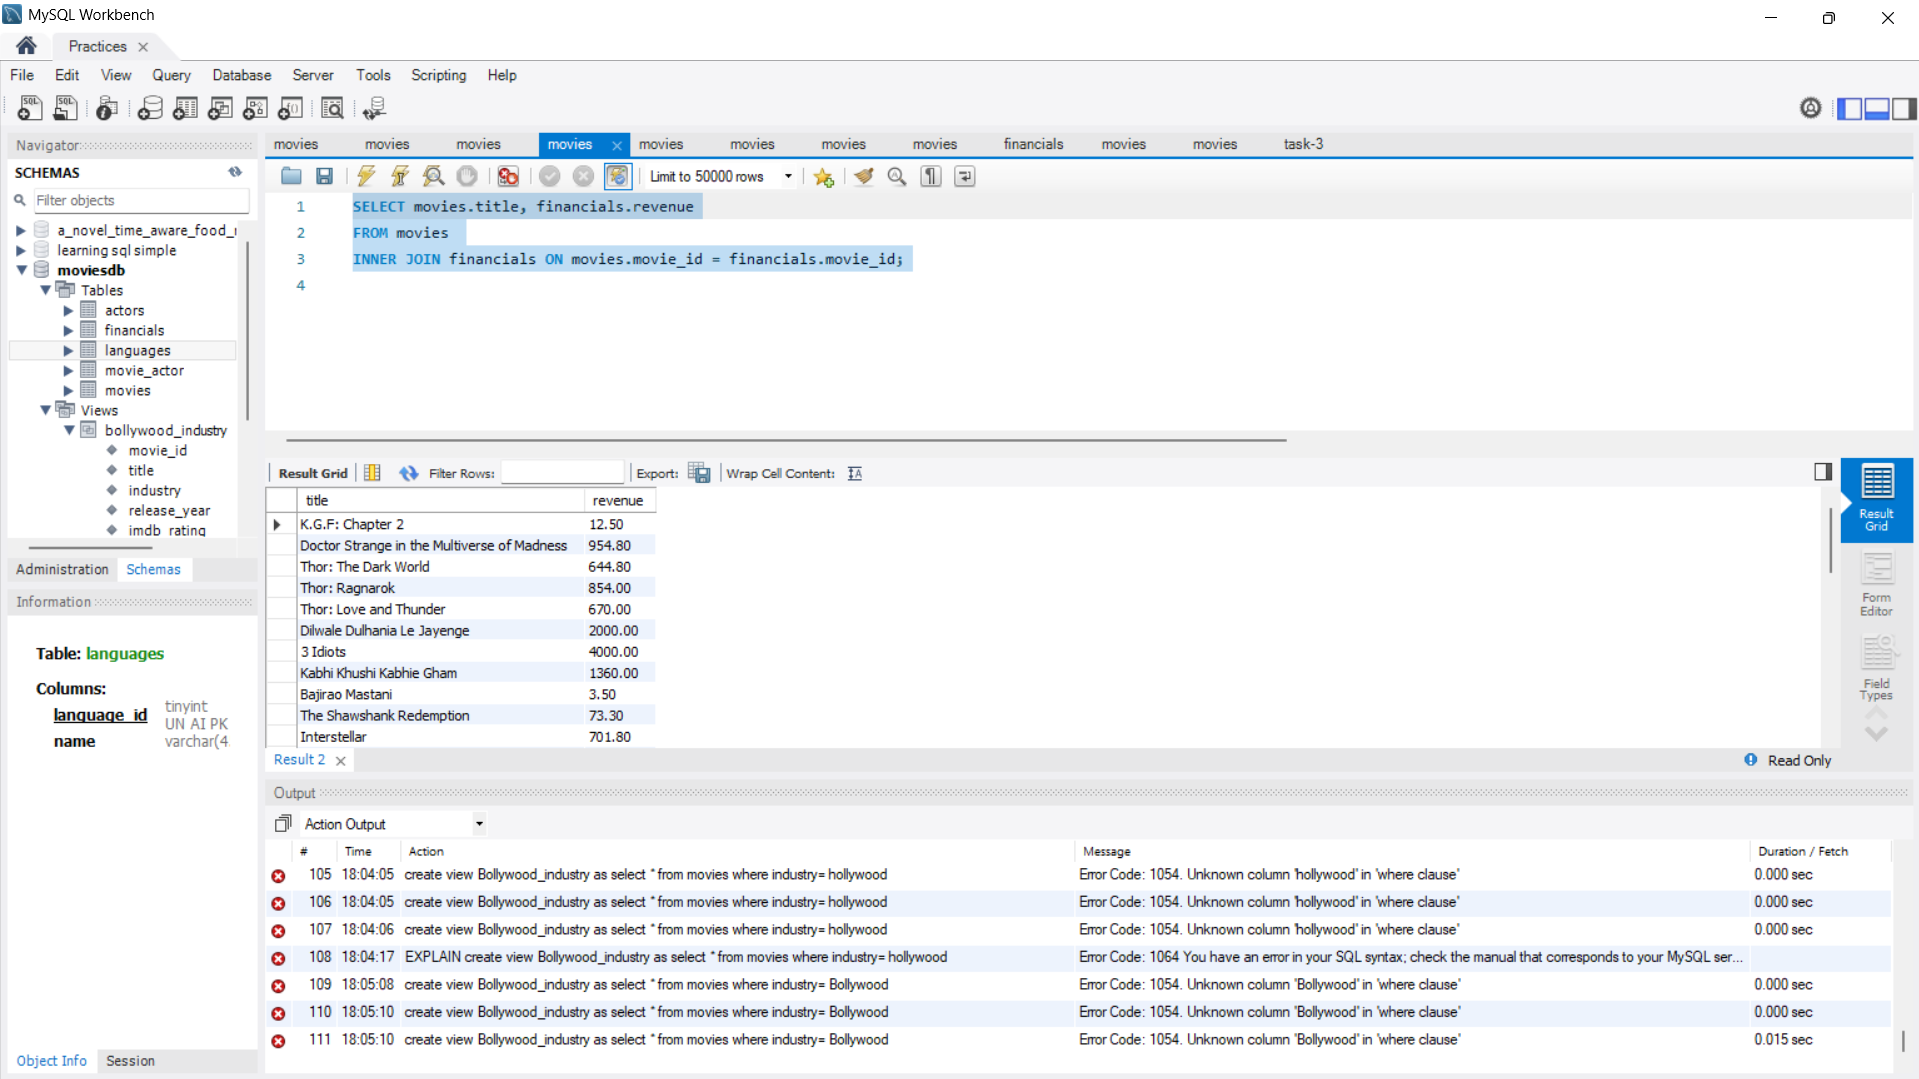 MySQL Workbench
Practices
File Edit View Query Database Server Tools Scripting Help
Navigator
SCHEMAS
Filter objects
a_novel_time_aware_food_
learning sql simple
moviesdb
Tables
actors
financials
languages
movie_actor
movies
Views
bollywood_industry
movie_id
title
industry
release_year
imdb_rating
Administration Schemas
Information
Table: languages
Columns:
language_id tinyint
UN AI PK
name varchar(4
Object Info Session
movies movies movies movies movies movies movies movies financials movies movies task-3
Limit to 50000 rows
1 SELECT movies.title, financials.revenue
2 FROM movies
3 INNER JOIN financials ON movies.movie_id = financials.movie_id;
4
Result Grid Filter Rows: Export: Wrap Cell Content:
title revenue
K.G.F: Chapter 2 12.50
Doctor Strange in the Multiverse of Madness 954.80
Thor: The Dark World 644.80
Thor: Ragnarok 854.00
Thor: Love and Thunder 670.00
Dilwale Dulhania Le Jayenge 2000.00
3 Idiots 4000.00
Kabhi Khushi Kabhie Gham 1360.00
Bajirao Mastani 3.50
The Shawshank Redemption 73.30
Interstellar 701.80
Result
Grid
Form
Editor
Field
Types
Result 2 Read Only
Output
Action Output
# Time Action Message Duration / Fetch
105 18:04:05 create view Bollywood_industry as select * from movies where industry= hollywood Error Code: 1054. Unknown column 'hollywood' in 'where clause' 0.000 sec
106 18:04:05 create view Bollywood_industry as select * from movies where industry= hollywood Error Code: 1054. Unknown column 'hollywood' in 'where clause' 0.000 sec
107 18:04:06 create view Bollywood_industry as select * from movies where industry= hollywood Error Code: 1054. Unknown column 'hollywood' in 'where clause' 0.000 sec
108 18:04:17 EXPLAIN create view Bollywood_industry as select * from movies where industry= hollywood Error Code: 1064 You have an error in your SQL syntax; check the manual that corresponds to your MySQL ser...
109 18:05:08 create view Bollywood_industry as select * from movies where industry= Bollywood Error Code: 1054. Unknown column 'Bollywood' in 'where clause' 0.000 sec
110 18:05:10 create view Bollywood_industry as select * from movies where industry= Bollywood Error Code: 1054. Unknown column 'Bollywood' in 'where clause' 0.000 sec
111 18:05:10 create view Bollywood_industry as select * from movies where industry= Bollywood Error Code: 1054. Unknown column 'Bollywood' in 'where clause' 0.015 sec